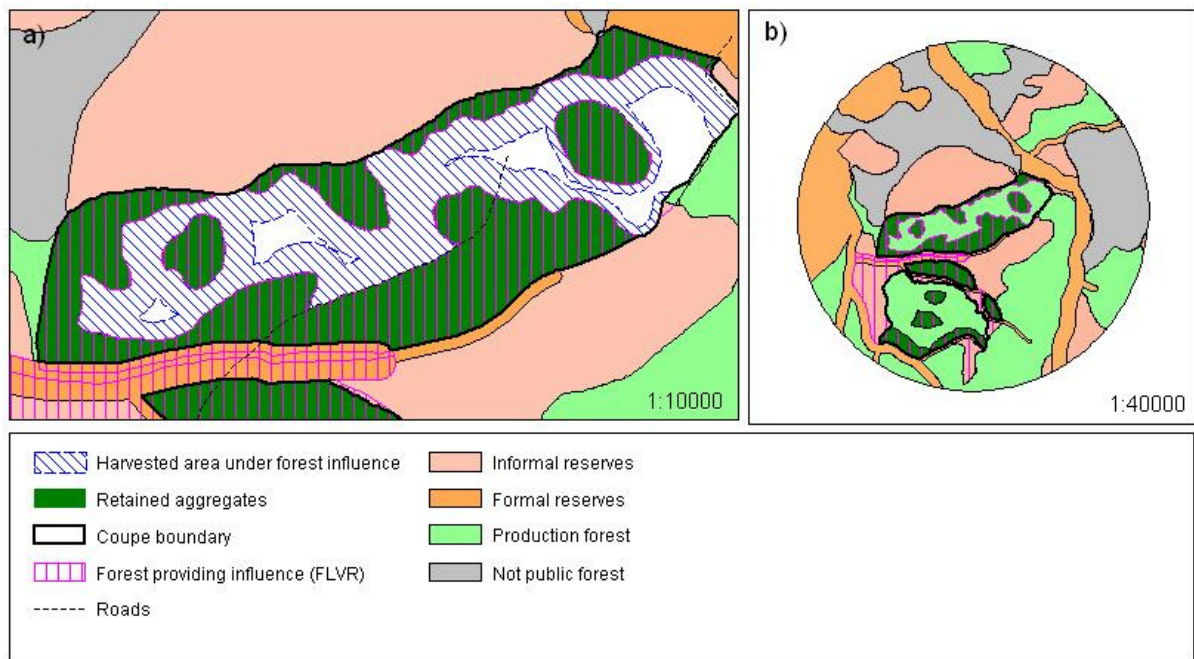 a)
1:10000
b)
1:40000
Harvested area under forest influence
Retained aggregates
Coupe boundary
Forest providing influence (FLVR)
Roads
Informal reserves
Formal reserves
Production forest
Not public forest